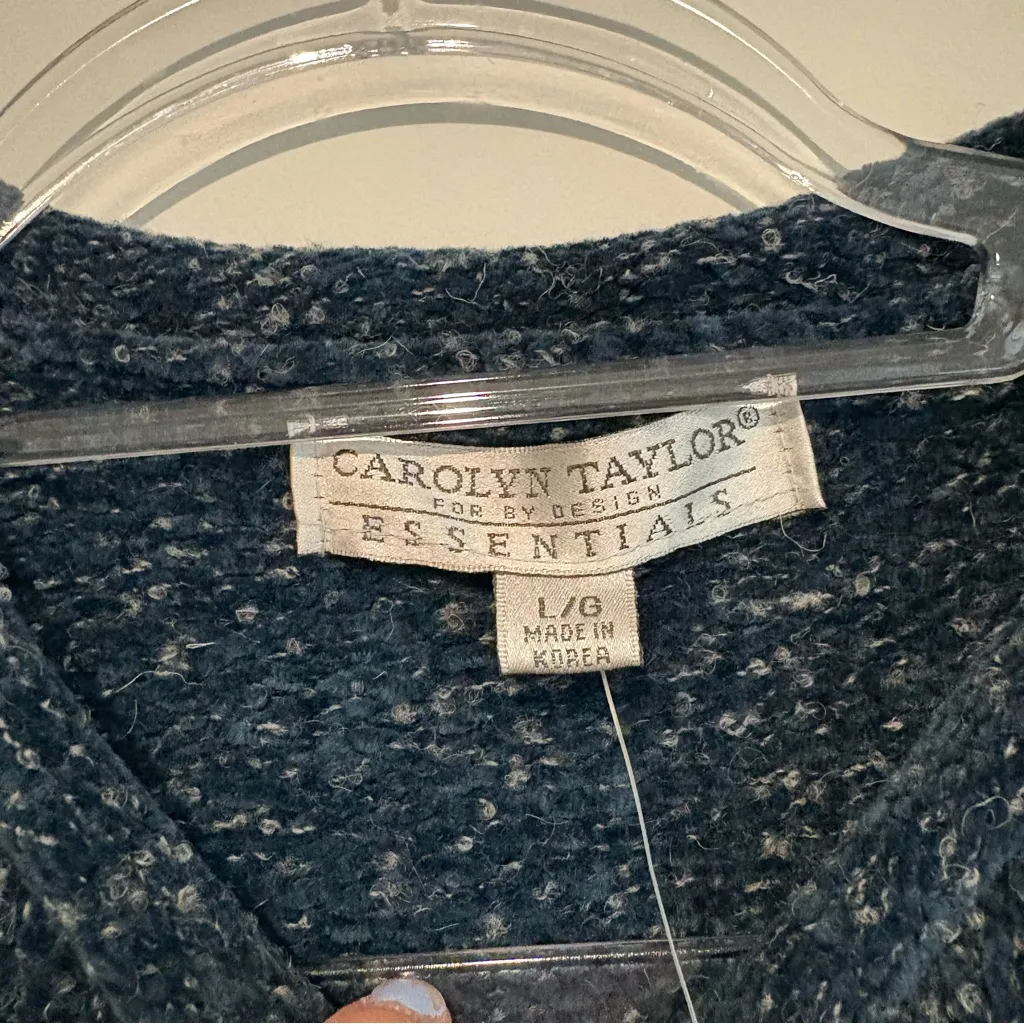 CAROLYN TAYLOR®
FOR BY DESIGN
ESSENTIALS
L/G
MADE IN
KOREA